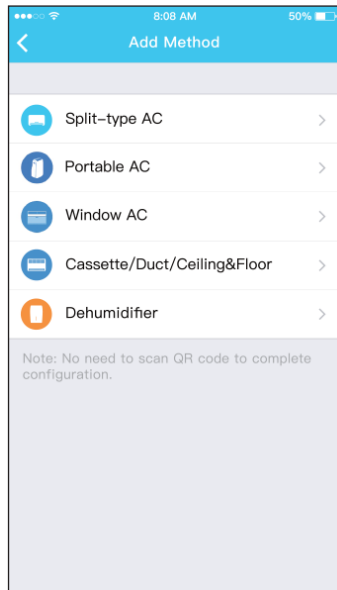 8:08 AM
50%
Add Method
Split-type AC
Portable AC
Window AC
Cassette/Duct/Ceiling&Floor
Dehumidifier
Note: No need to scan QR code to complete
configuration.